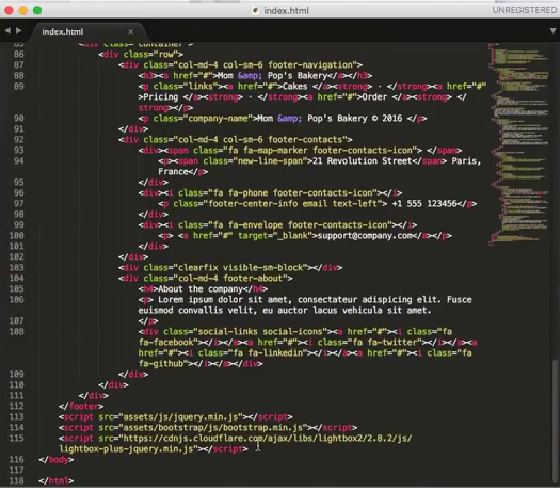 index.html
UNREGISTERED
index.html ×
85 <div class="container">
86 <div class="row">
87 <div class="col-md-4 col-sm-6 footer-navigation">
88 <h3><a href="#">Mom &amp; Pop's Bakery</a></h3>
89 <p class="links"><a href="#">Cakes </a><strong> · </strong><a href="#"
>Pricing </a><strong> · </strong><a href="#">Order </a><strong> </
strong></p>
90 <p class="company-name">Mom &amp; Pop's Bakery © 2016 </p>
91 </div>
92 <div class="col-md-4 col-sm-6 footer-contacts">
93 <div><span class="fa fa-map-marker footer-contacts-icon"> </span>
94 <p><span class="new-line-span">21 Revolution Street</span> Paris,
France</p>
95 </div>
96 <div><i class="fa fa-phone footer-contacts-icon"></i>
97 <p class="footer-center-info email text-left"> +1 555 123456</p>
98 </div>
99 <div><i class="fa fa-envelope footer-contacts-icon"></i>
100 <p> <a href="#" target="_blank">support@company.com</a></p>
101 </div>
102 </div>
103 <div class="clearfix visible-sm-block"></div>
104 <div class="col-md-4 footer-about">
105 <h4>About the company</h4>
106 <p> Lorem ipsum dolor sit amet, consectateur adispicing elit. Fusce
euismod convallis velit, eu auctor lacus vehicula sit amet.
107 </p>
108 <div class="social-links social-icons"><a href="#"><i class="fa
fa-facebook"></i></a><a href="#"><i class="fa fa-twitter"></i></a><a
href="#"><i class="fa fa-linkedin"></i></a><a href="#"><i class="fa
fa-github"></i></a></div>
109 </div>
110 </div>
111 </div>
112 </footer>
113 <script src="assets/js/jquery.min.js"></script>
114 <script src="assets/bootstrap/js/bootstrap.min.js"></script>
115 <script src="https://cdnjs.cloudflare.com/ajax/libs/lightbox2/2.8.2/js/
lightbox-plus-jquery.min.js"></script>
116 </body>
117
118 </html>